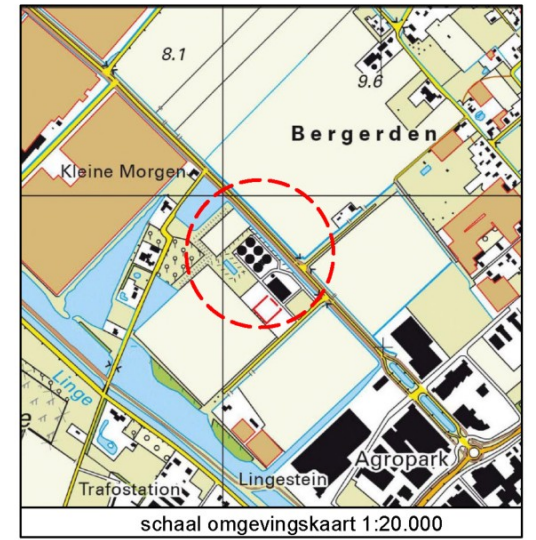 8.1
9.6
Bergerden
Kleine Morgen
Linge
e
Agropark
Lingestein
Trafostation
schaal omgevingskaart 1:20.000